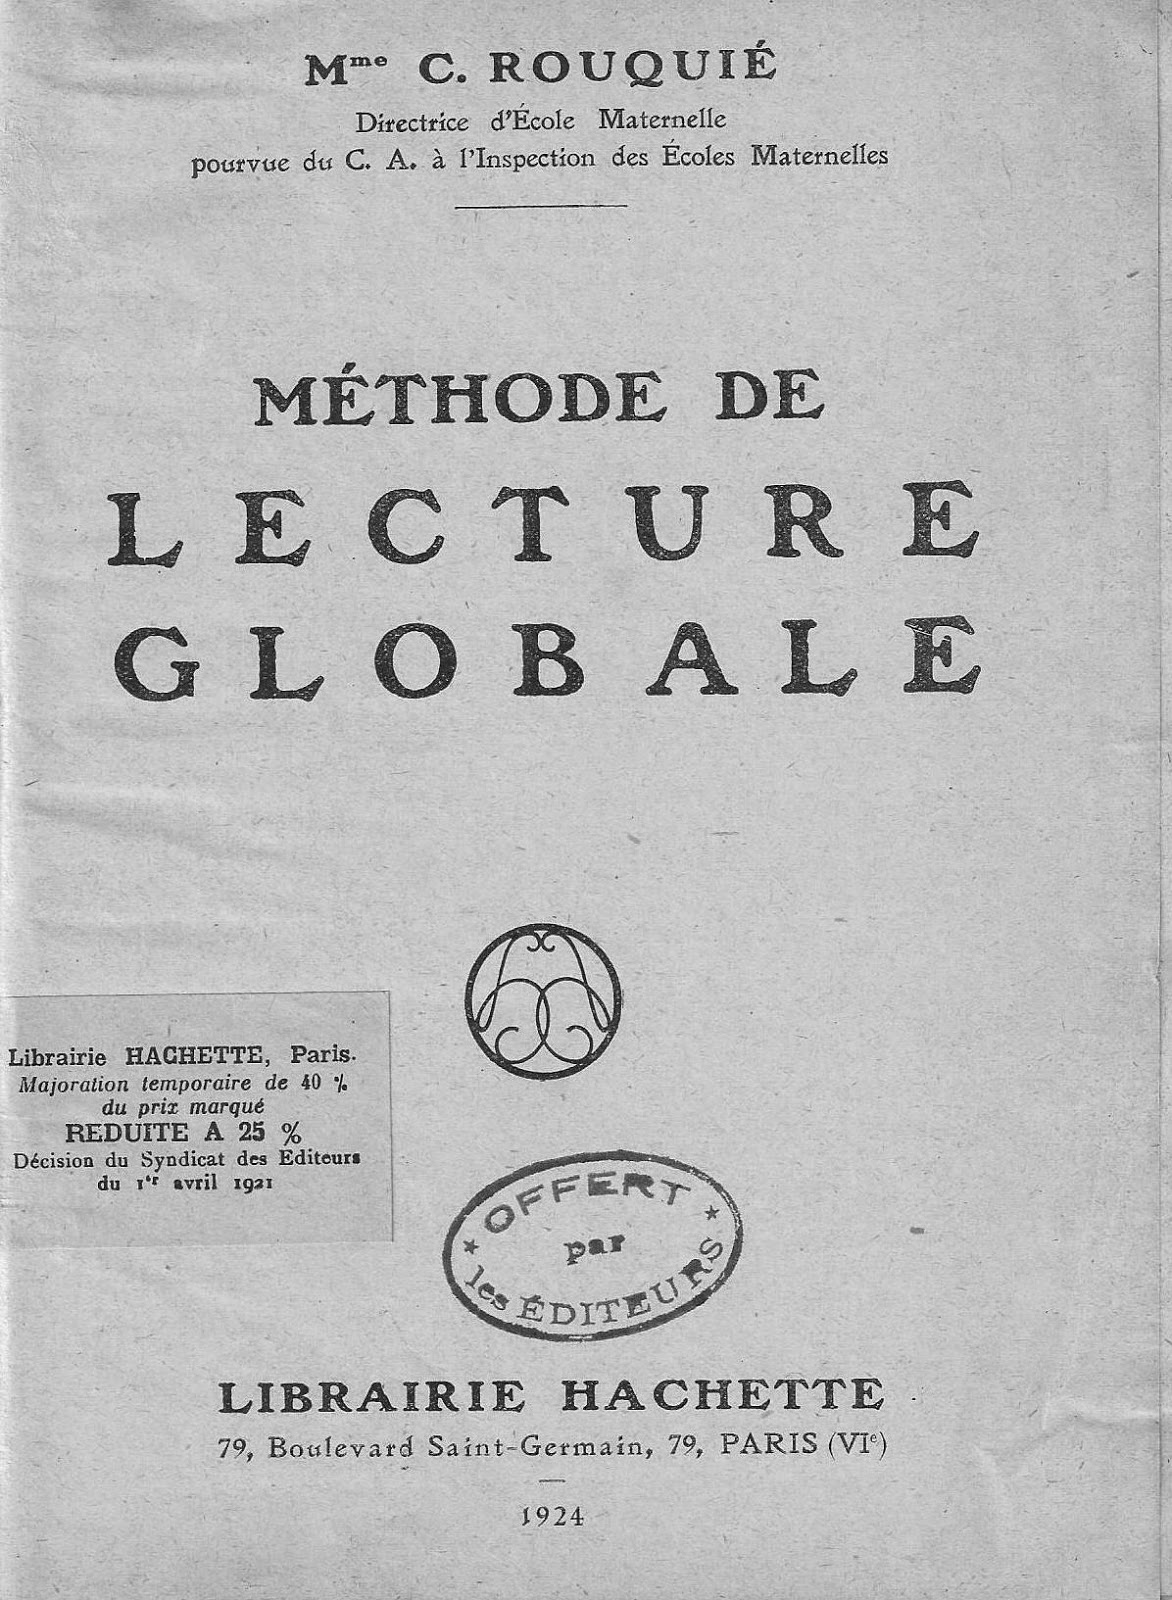 Mme C. ROUQUIÉ
Directrice d'École Maternelle
pourvue du C. A. à l'Inspection des Écoles Maternelles
MÉTHODE DE
LECTURE
GLOBALE
Librairie HACHETTE, Paris.
Majoration temporaire de 40 %
du prix marqué
REDUITE A 25 %
Décision du Syndicat des Editeurs
du 1er avril 1921
OFFERT
par
les ÉDITEURS
LIBRAIRIE HACHETTE
79, Boulevard Saint-Germain, 79, PARIS (VIe)
1924